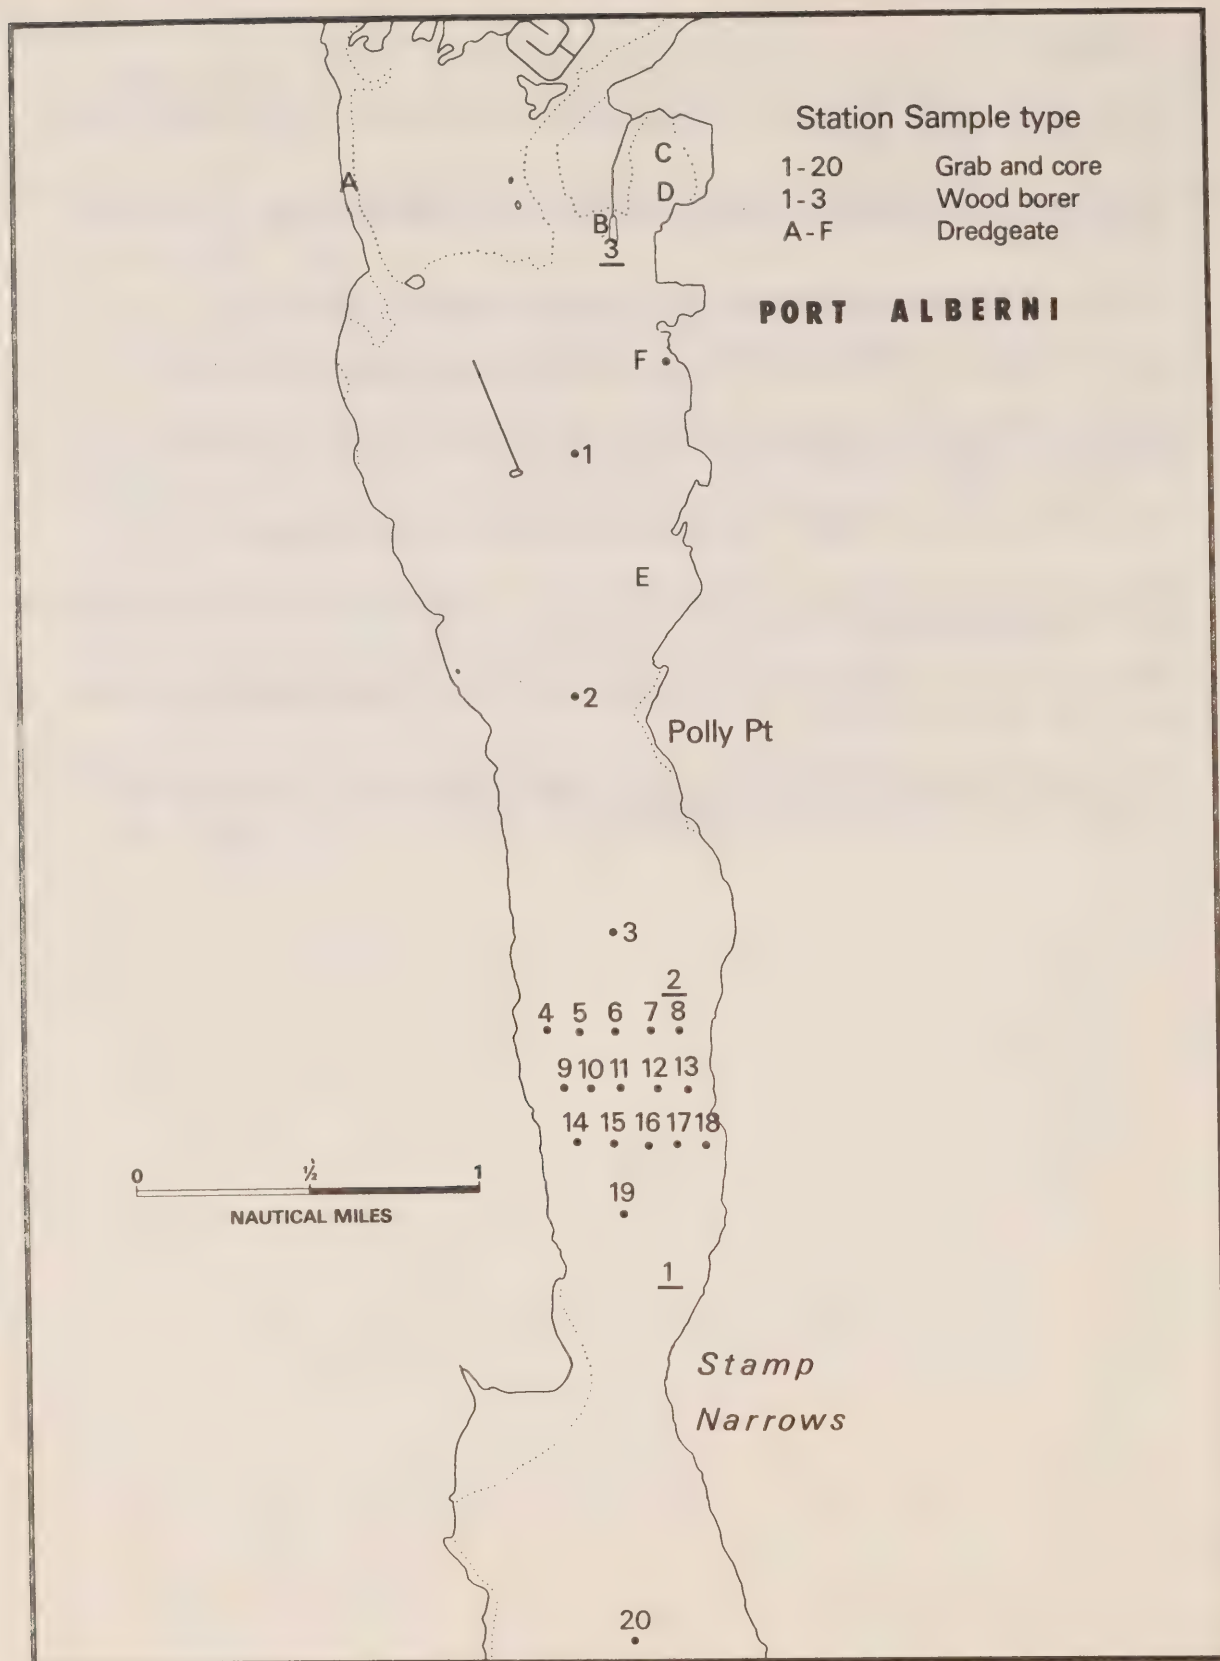 Station Sample type
1-20 Grab and core
1-3 Wood borer
A-F Dredgeate
PORT ALBERNI
C
A
D
B
3
F
1
E
2
Polly Pt
3
2
4 5 6 7 8
9 10 11 12 13
14 15 16 17 18
0 ½ 1
NAUTICAL MILES
19
1
Stamp
Narrows
20